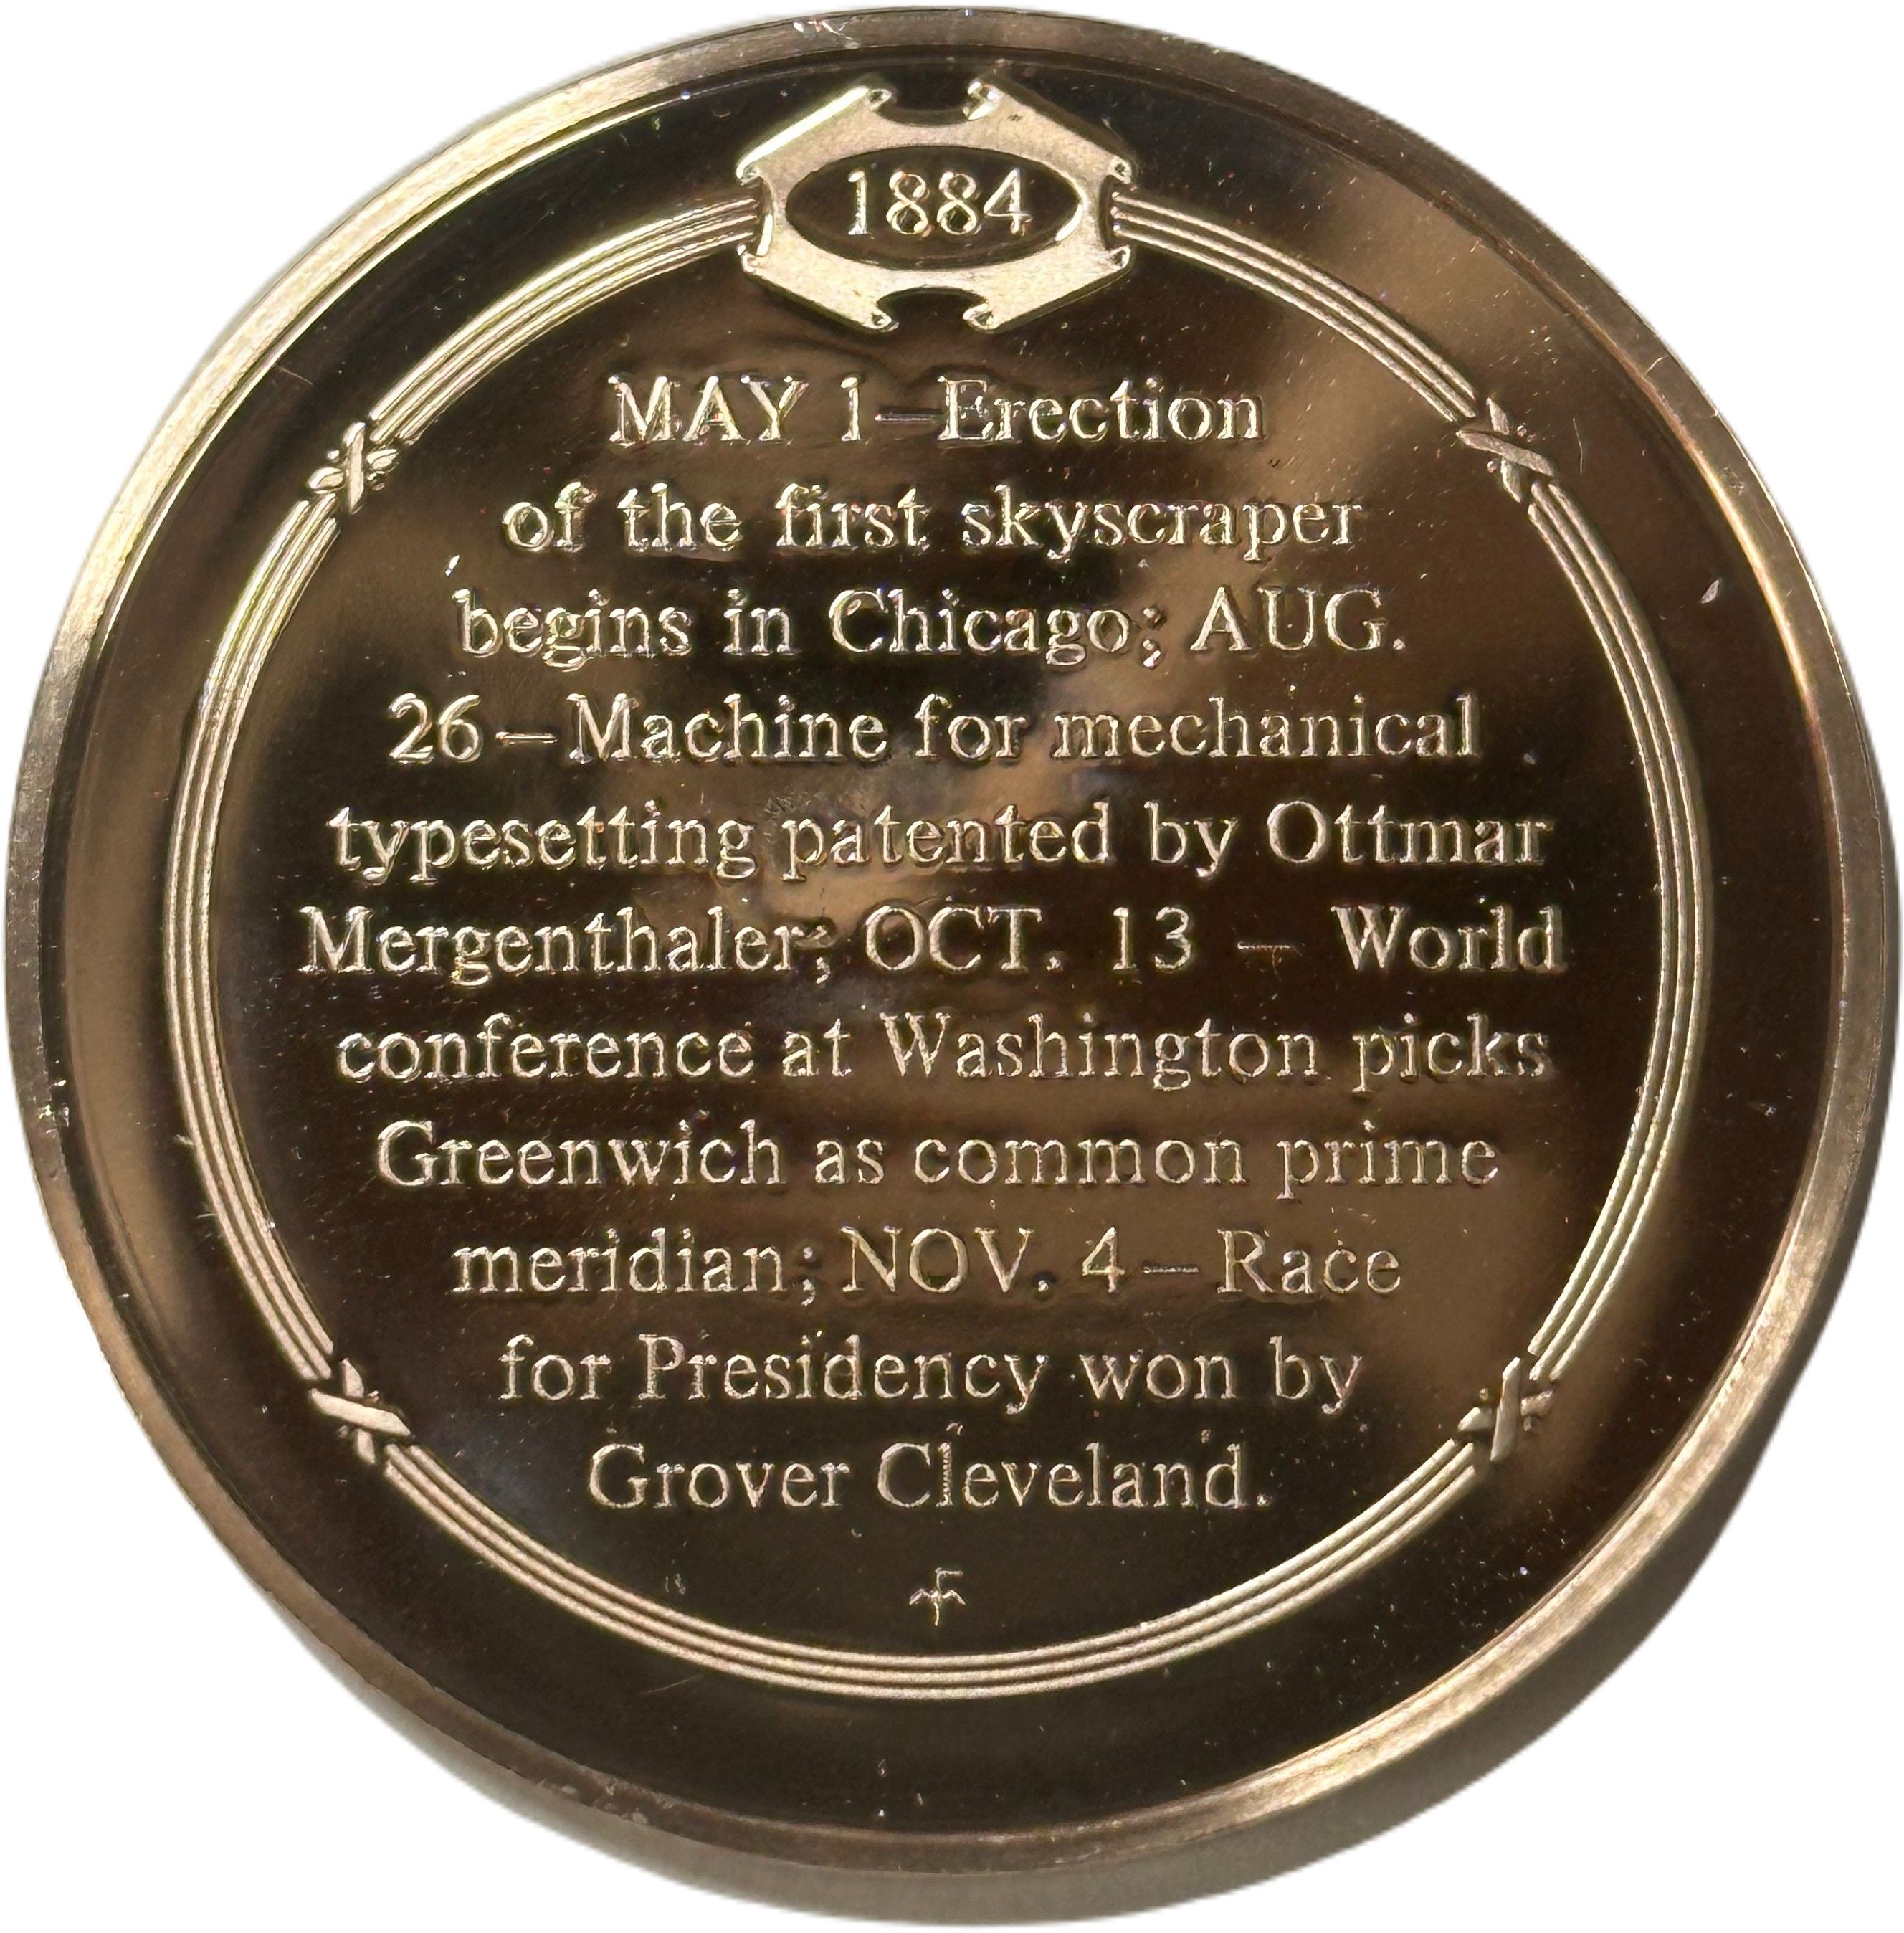 1884
MAY 1—Erection
of the first skyscraper
begins in Chicago; AUG.
26—Machine for mechanical
typesetting patented by Ottmar
Mergenthaler; OCT. 13 — World
conference at Washington picks
Greenwich as common prime
meridian; NOV. 4—Race
for Presidency won by
Grover Cleveland.